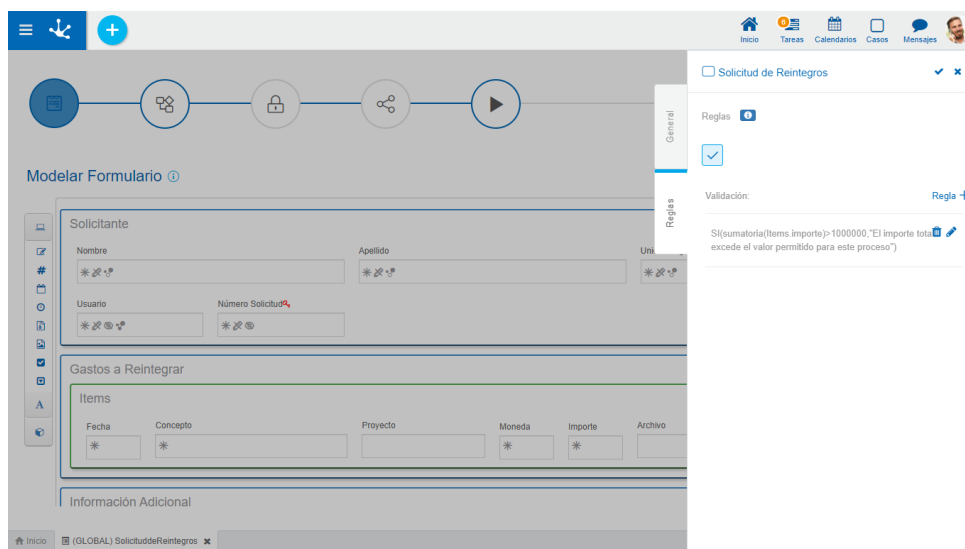 6
Inicio
Tareas
Calendarios
Casos
Mensajes
Solicitud de Reintegros
General
Reglas
Reglas
Validación:
Regla +
SI(sumatoria(Items.importe)>1000000,"El importe total
excede el valor permitido para este proceso")
Modelar Formulario
Solicitante
Nombre
Apellido
Usuario
Número Solicitud
Gastos a Reintegrar
Items
Fecha
Concepto
Proyecto
Moneda
Importe
Archivo
Información Adicional
Inicio
(GLOBAL) SolicituddeReintegros